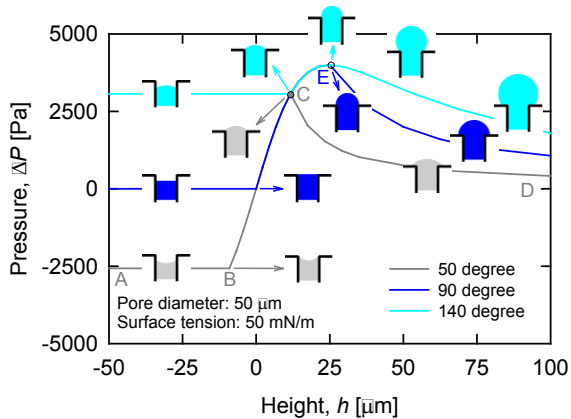 5000
2500
0
-2500
-5000
Pressure, ΔP [Pa]
A
B
C
D
E
50 degree
90 degree
140 degree
Pore diameter: 50 μm
Surface tension: 50 mN/m
-50
-25
0
25
50
75
100
Height, h [μm]